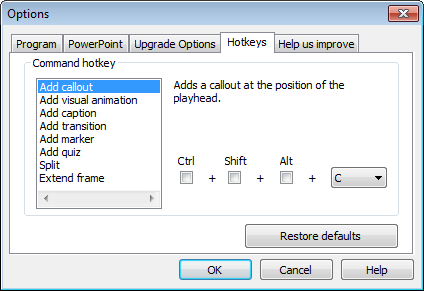 Options
Program PowerPoint Upgrade Options Hotkeys Help us improve
Command hotkey
Add callout
Add visual animation
Add caption
Add transition
Add marker
Add quiz
Split
Extend frame
Adds a callout at the position of the
playhead.
Ctrl Shift Alt
+ + + C
Restore defaults
OK Cancel Help